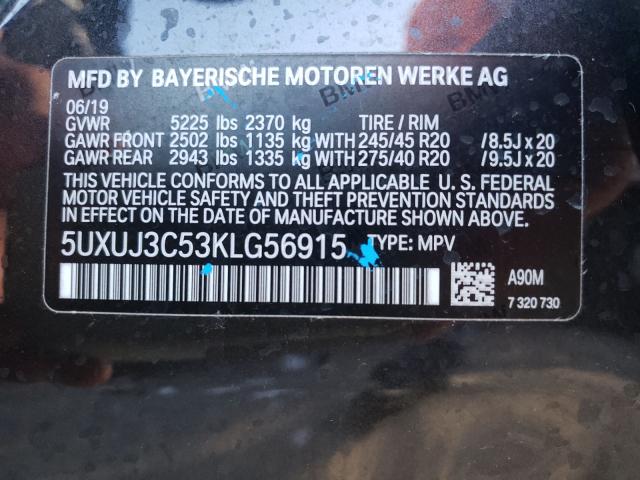 MFD BY BAYERISCHE MOTOREN WERKE AG
06/19
GVWR 5225 lbs 2370 kg TIRE / RIM
GAWR FRONT 2502 lbs 1135 kg WITH 245/45 R20 /8.5J x 20
GAWR REAR 2943 lbs 1335 kg WITH 275/40 R20 /9.5J x 20
THIS VEHICLE CONFORMS TO ALL APPLICABLE U. S. FEDERAL
MOTOR VEHICLE SAFETY AND THEFT PREVENTION STANDARDS
IN EFFECT ON THE DATE OF MANUFACTURE SHOWN ABOVE.
5UXUJ3C53KLG56915 TYPE: MPV
A90M
7 320 730